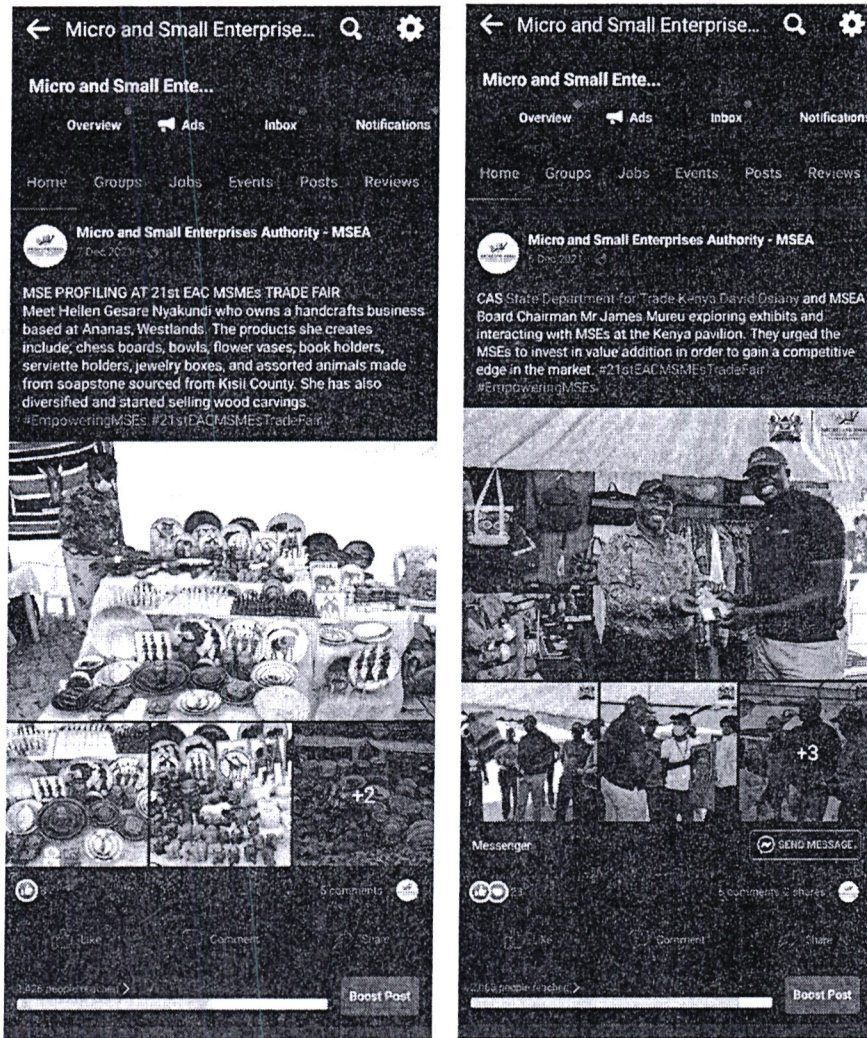 Micro and Small Enterprise...
Micro and Small Ente...
Overview Ads Inbox Notifications
Home Groups Jobs Events Posts Reviews
Micro and Small Enterprises Authority - MSEA
Dec 2021
MSE PROFILING AT 21st EAC MSMEs TRADE FAIR
Meet Hellen Gesare Nyakundi who owns a handcrafts business
based at Ananas, Westlands. The products she creates
include; chess boards, bowls, flower vases, book holders,
serviette holders, jewelry boxes, and assorted animals made
from soapstone sourced from Kisii County. She has also
diversified and started selling wood carvings.
#EmpoweringMSEs #21stEACMSMEsTradeFair
+2
5 comments
Like Comment Share
people reached
Boost Post
Micro and Small Enterprise...
Micro and Small Ente...
Overview Ads Inbox Notifications
Home Groups Jobs Events Posts Reviews
Micro and Small Enterprises Authority - MSEA
Dec 2021
CAS State Department for Trade Kenya David Osiany and MSEA
Board Chairman Mr James Mureu exploring exhibits and
interacting with MSEs at the Kenya pavilion. They urged the
MSEs to invest in value addition in order to gain a competitive
edge in the market. #21stEACMSMEsTradeFair
#EmpoweringMSEs
+3
Messenger SEND MESSAGE
23 comments 2 shares
Like Comment Share
people reached
Boost Post